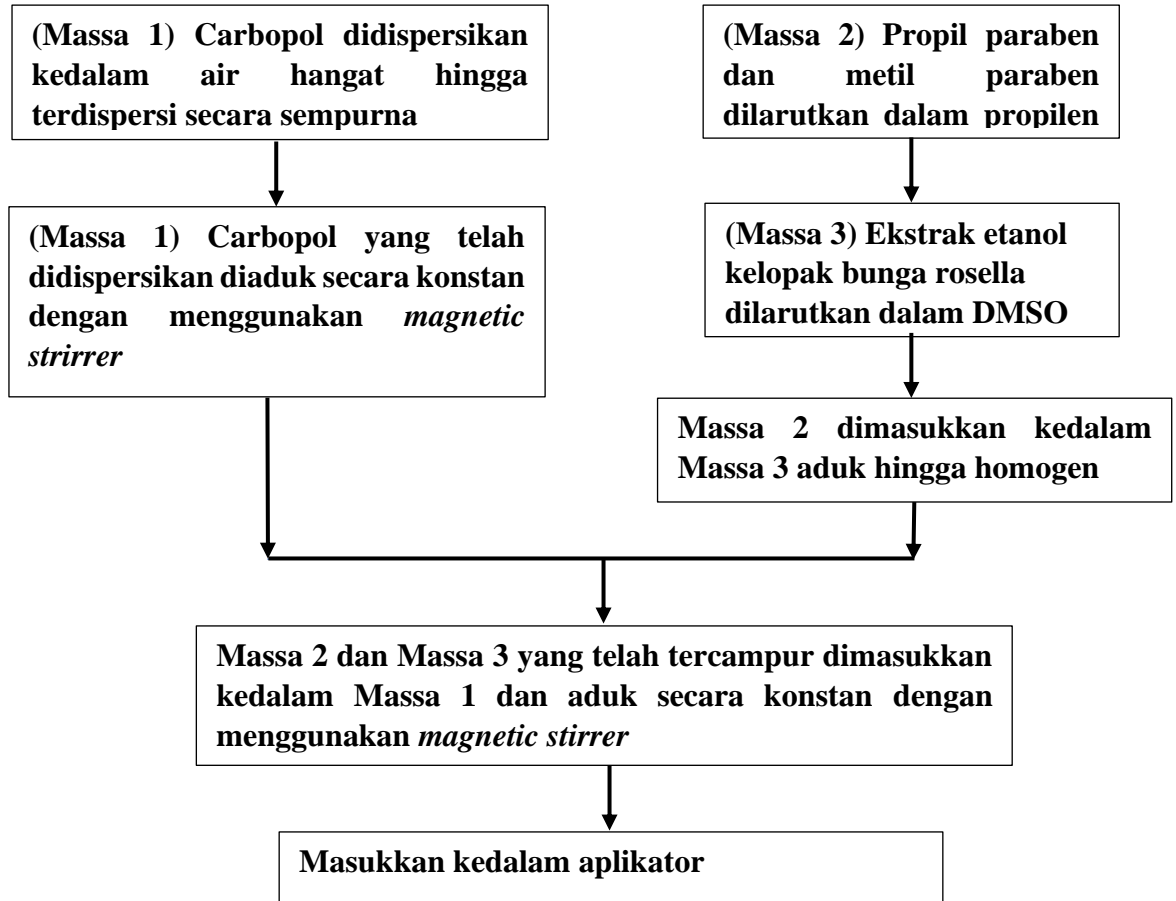 (Massa 1) Carbopol didispersikan
kedalam air hangat hingga
terdispersi secara sempurna
(Massa 2) Propil paraben
dan metil paraben
dilarutkan dalam propilen
(Massa 1) Carbopol yang telah
didispersikan diaduk secara konstan
dengan menggunakan magnetic
strirrer
(Massa 3) Ekstrak etanol
kelopak bunga rosella
dilarutkan dalam DMSO
Massa 2 dimasukkan kedalam
Massa 3 aduk hingga homogen
Massa 2 dan Massa 3 yang telah tercampur dimasukkan
kedalam Massa 1 dan aduk secara konstan dengan
menggunakan magnetic stirrer
Masukkan kedalam aplikator